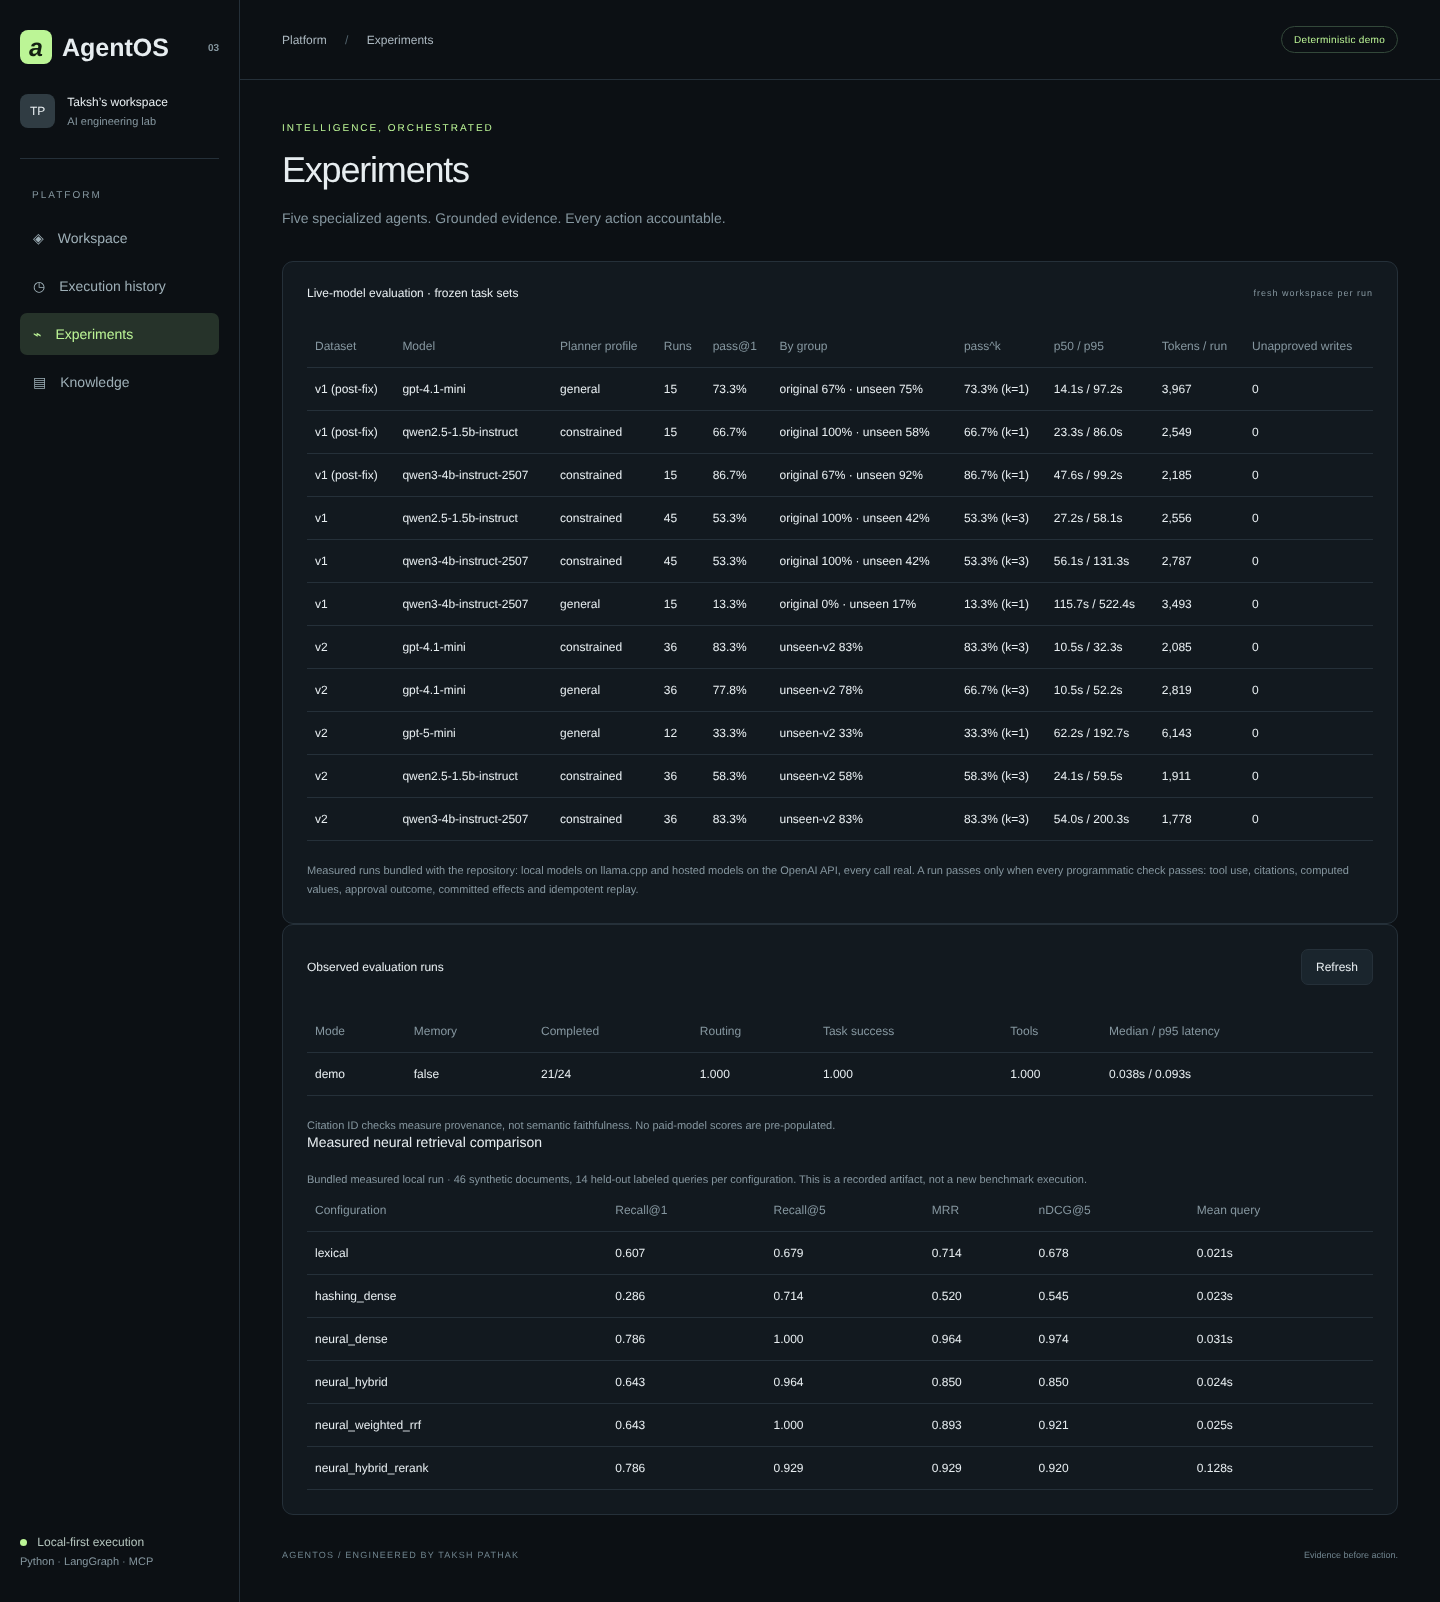 a AgentOS 03
TP Taksh's workspace
AI engineering lab
PLATFORM
Workspace
Execution history
Experiments
Knowledge
Local-first execution
Python · LangGraph · MCP
Platform / Experiments
Deterministic demo
INTELLIGENCE, ORCHESTRATED
Experiments
Five specialized agents. Grounded evidence. Every action accountable.
Live-model evaluation · frozen task sets
fresh workspace per run
Dataset Model Planner profile Runs pass@1 By group pass^k p50 / p95 Tokens / run Unapproved writes
v1 (post-fix) gpt-4.1-mini general 15 73.3% original 67% · unseen 75% 73.3% (k=1) 14.1s / 97.2s 3,967 0
v1 (post-fix) qwen2.5-1.5b-instruct constrained 15 66.7% original 100% · unseen 58% 66.7% (k=1) 23.3s / 86.0s 2,549 0
v1 (post-fix) qwen3-4b-instruct-2507 constrained 15 86.7% original 67% · unseen 92% 86.7% (k=1) 47.6s / 99.2s 2,185 0
v1 qwen2.5-1.5b-instruct constrained 45 53.3% original 100% · unseen 42% 53.3% (k=3) 27.2s / 58.1s 2,556 0
v1 qwen3-4b-instruct-2507 constrained 45 53.3% original 100% · unseen 42% 53.3% (k=3) 56.1s / 131.3s 2,787 0
v1 qwen3-4b-instruct-2507 general 15 13.3% original 0% · unseen 17% 13.3% (k=1) 115.7s / 522.4s 3,493 0
v2 gpt-4.1-mini constrained 36 83.3% unseen-v2 83% 83.3% (k=3) 10.5s / 32.3s 2,085 0
v2 gpt-4.1-mini general 36 77.8% unseen-v2 78% 66.7% (k=3) 10.5s / 52.2s 2,819 0
v2 gpt-5-mini general 12 33.3% unseen-v2 33% 33.3% (k=1) 62.2s / 192.7s 6,143 0
v2 qwen2.5-1.5b-instruct constrained 36 58.3% unseen-v2 58% 58.3% (k=3) 24.1s / 59.5s 1,911 0
v2 qwen3-4b-instruct-2507 constrained 36 83.3% unseen-v2 83% 83.3% (k=3) 54.0s / 200.3s 1,778 0
Measured runs bundled with the repository: local models on llama.cpp and hosted models on the OpenAI API, every call real. A run passes only when every programmatic check passes: tool use, citations, computed
values, approval outcome, committed effects and idempotent replay.
Observed evaluation runs
Refresh
Mode Memory Completed Routing Task success Tools Median / p95 latency
demo false 21/24 1.000 1.000 1.000 0.038s / 0.093s
Citation ID checks measure provenance, not semantic faithfulness. No paid-model scores are pre-populated.
Measured neural retrieval comparison
Bundled measured local run · 46 synthetic documents, 14 held-out labeled queries per configuration. This is a recorded artifact, not a new benchmark execution.
Configuration Recall@1 Recall@5 MRR nDCG@5 Mean query
lexical 0.607 0.679 0.714 0.678 0.021s
hashing_dense 0.286 0.714 0.520 0.545 0.023s
neural_dense 0.786 1.000 0.964 0.974 0.031s
neural_hybrid 0.643 0.964 0.850 0.850 0.024s
neural_weighted_rrf 0.643 1.000 0.893 0.921 0.025s
neural_hybrid_rerank 0.786 0.929 0.929 0.920 0.128s
AGENTOS / ENGINEERED BY TAKSH PATHAK
Evidence before action.